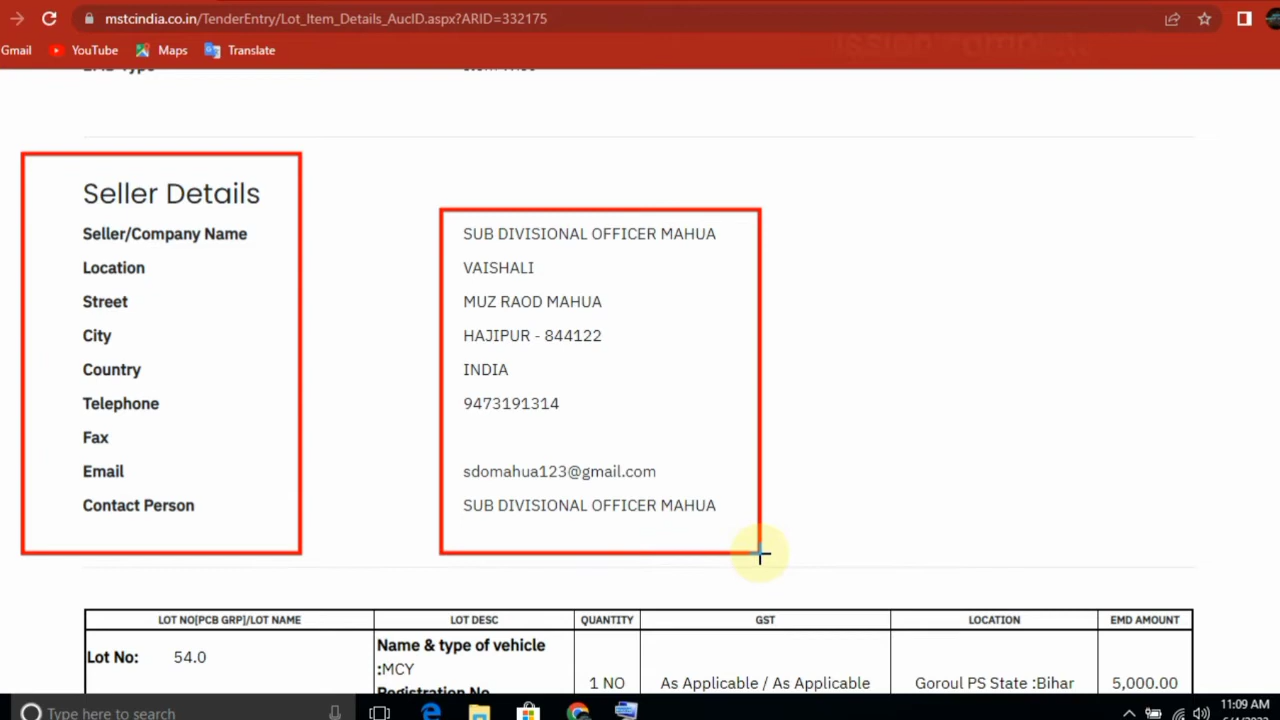 mstcindia.co.in/TenderEntry/Lot_Item_Details_AucID.aspx?ARID=332175
Gmail YouTube Maps Translate
Seller Details
Seller/Company Name SUB DIVISIONAL OFFICER MAHUA
Location VAISHALI
Street MUZ RAOD MAHUA
City HAJIPUR - 844122
Country INDIA
Telephone 9473191314
Fax
Email sdomahua123@gmail.com
Contact Person SUB DIVISIONAL OFFICER MAHUA
LOT NO[PCB GRP]/LOT NAME LOT DESC QUANTITY GST LOCATION EMD AMOUNT
Name & type of vehicle
Lot No: 54.0
:MCY
1 NO As Applicable / As Applicable Goroul PS State :Bihar 5,000.00
Registration No
Type here to search
11:09 AM